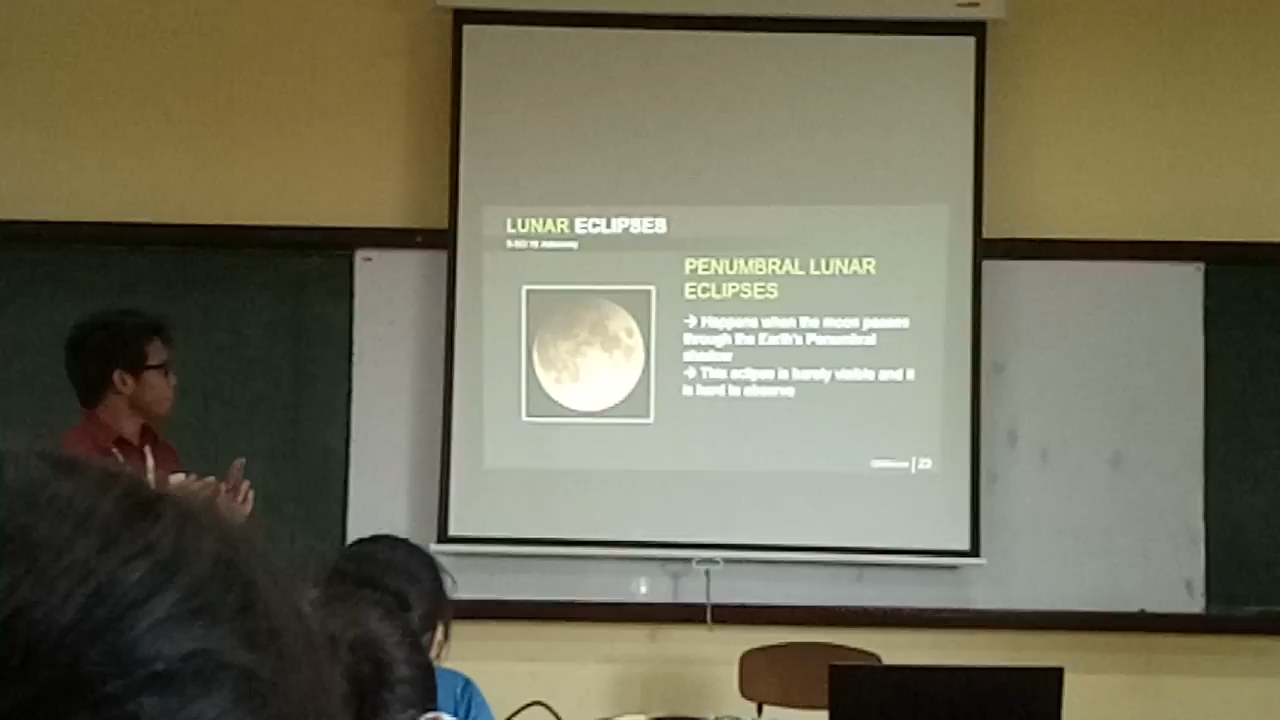 LUNAR ECLIPSES
PENUMBRAL LUNAR
ECLIPSES
→ Happens when the moon passes
through the Earth's Penumbral
shadow
→ This eclipse is barely visible and it
is hard to observe
| 23